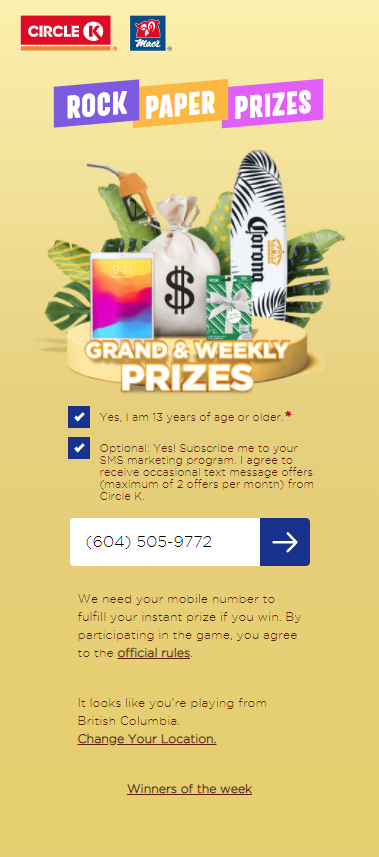 CIRCLE K
Mac's
ROCK PAPER PRIZES
9:41
$
Corona
GRAND & WEEKLY
PRIZES
Yes, I am 13 years of age or older.*
Optional: Yes! Subscribe me to your
SMS marketing program. I agree to
receive occasional text message offers
(maximum of 2 offers per month) from
Circle K.
(604) 505-9772
We need your mobile number to
fulfill your instant prize if you win. By
participating in the game, you agree
to the official rules.
It looks like you're playing from
British Columbia.
Change Your Location.
Winners of the week